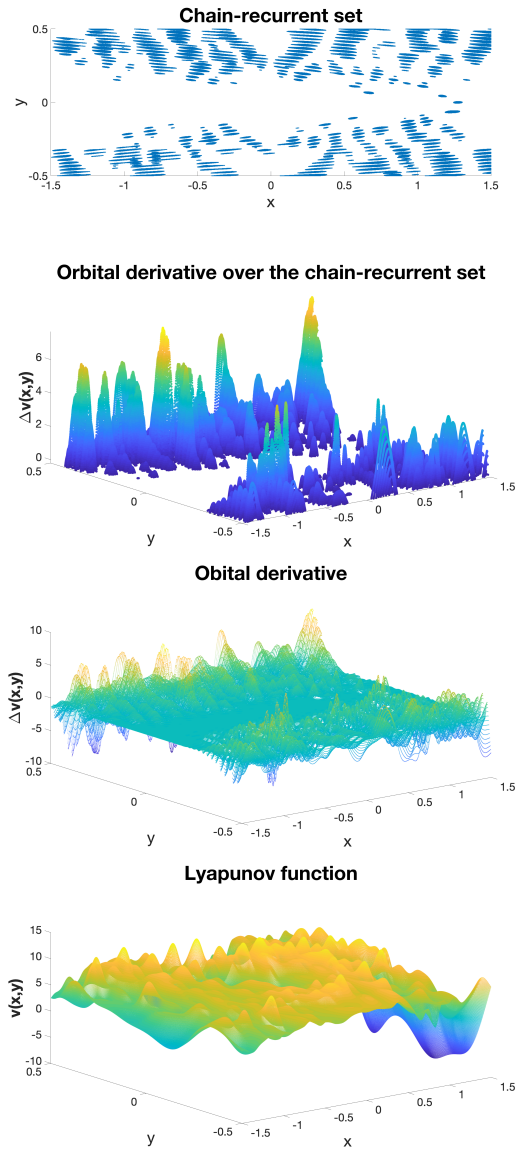 Chain-recurrent set
0.5
0
-0.5
y
-1.5 -1 -0.5 0 0.5 1 1.5
x
Orbital derivative over the chain-recurrent set
6
4
2
0
Δv(x,y)
0.5
0
-0.5
y
-1.5 -1 -0.5 0 0.5 1 1.5
x
Obital derivative
10
5
0
-5
-10
Δv(x,y)
0.5
0
-0.5
y
-1.5 -1 -0.5 0 0.5 1 1.5
x
Lyapunov function
15
10
5
0
-5
-10
v(x,y)
0.5
0
-0.5
y
-1.5 -1 -0.5 0 0.5 1 1.5
x